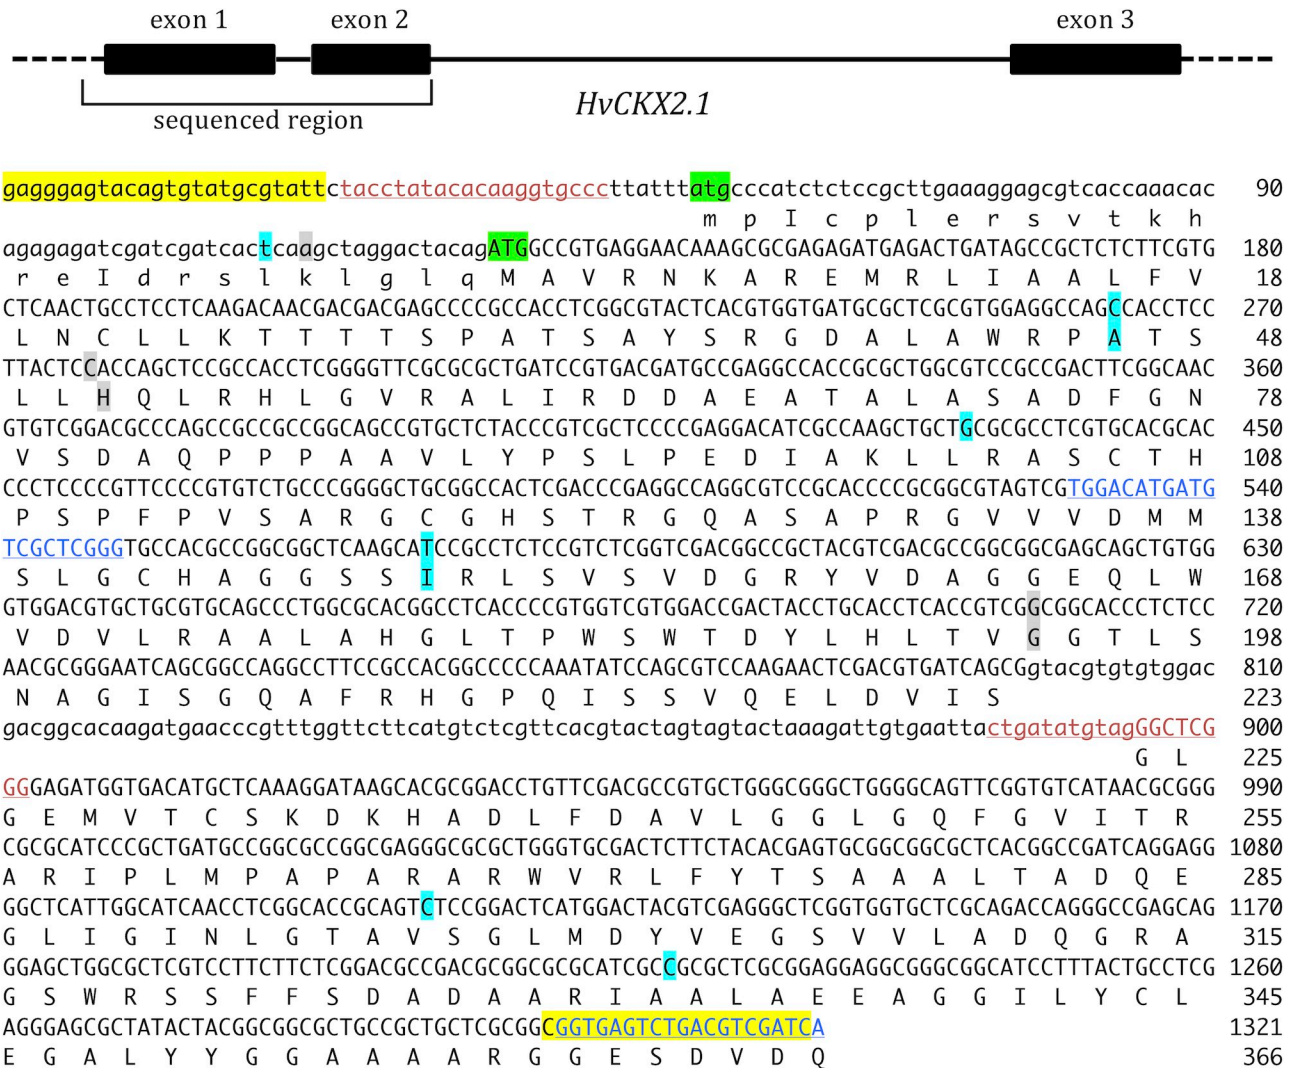 exon 1 exon 2 exon 3
sequenced region
HvCKX2.1
gagggagtacagtgtatgcgtattctacctatacacaaggtgcccttatttatgcccatctctccgcttgaaaggagcgtcaccaaacac 90
m p I c p l e r s v t k h
agagagatcgatcgatcactcaagctaggactacagATGGCCGTGAGGAACAAAGCGCGAGAGATGAGACTGATAGCCGCTCTCTTCGTG 180
r e I d r s l k l g l q M A V R N K A R E M R L I A A L F V 18
CTCAACTGCCTCCTCAAGACAACGACGACGAGCCCCGCCACCTCGGCGTACTCACGTGGTGATGCGCTCGCGTGGAGGCCAGCCACCTCC 270
L N C L L K T T T T S P A T S A Y S R G D A L A W R P A T S 48
TTACTCCACCAGCTCCGCCACCTCGGGGTTCGCGCGCTGATCCGTGACGATGCCGAGGCCACCGCGCTGGCGTCCGCCGACTTCGGCAAC 360
L L H Q L R H L G V R A L I R D D A E A T A L A S A D F G N 78
GTGTCGGACGCCCAGCCGCCGCCGGCAGCCGTGCTCTACCCGTCGCTCCCCGAGGACATCGCCAAGCTGCTGCGCGCCTCGTGCACGCAC 450
V S D A Q P P P A A V L Y P S L P E D I A K L L R A S C T H 108
CCCTCCCCGTTCCCCGTGTCTGCCCGGGGCTGCGGCCACTCGACCCGAGGCCAGGCGTCCGCACCCCGCGGCGTAGTCGTGGACATGATG 540
P S P F P V S A R G C G H S T R G Q A S A P R G V V V D M M 138
TCGCTCGGGTGCCACGCCGGCGGCTCAAGCATCCGCCTCTCCGTCTCGGTCGACGGCCGCTACGTCGACGCCGGCGGCGAGCAGCTGTGG 630
S L G C H A G G S S I R L S V S V D G R Y V D A G G E Q L W 168
GTGGACGTGCTGCGTGCAGCCCTGGCGCACGGCCTCACCCCGTGGTCGTGGACCGACTACCTGCACCTCACCGTCGGCGGCACCCTCTCC 720
V D V L R A A L A H G L T P W S W T D Y L H L T V G G T L S 198
AACGCGGGAATCAGCGGCCAGGCCTTCCGCCACGGCCCCCAAATATCCAGCGTCCAAGAACTCGACGTGATCAGCGgtacgtgtgtggac 810
N A G I S G Q A F R H G P Q I S S V Q E L D V I S 223
gacggcacaagatgaacccgtttggttcttcatgtctcgttcacgtactagtagtactaaagattgtgaattactgatatgtagGGCTCG 900
G L 225
GGGAGATGGTGACATGCTCAAAGGATAAGCACGCGGACCTGTTCGACGCCGTGCTGGGCGGGCTGGGGCAGTTCGGTGTCATAACGCGGG 990
G E M V T C S K D K H A D L F D A V L G G L G Q F G V I T R 255
CGCGCATCCCGCTGATGCCGGCGCCGGCGAGGGCGCGCTGGGTGCGACTCTTCTACACGAGTGCGGCGGCGCTCACGGCCGATCAGGAGG 1080
A R I P L M P A P A R A R W V R L F Y T S A A A L T A D Q E 285
GGCTCATTGGCATCAACCTCGGCACCGCAGTCTCCGGACTCATGGACTACGTCGAGGGCTCGGTGGTGCTCGCAGACCAGGGCCGAGCAG 1170
G L I G I N L G T A V S G L M D Y V E G S V V L A D Q G R A 315
GGAGCTGGCGCTCGTCCTTCTTCTCGGACGCCGACGCGGCGCGCATCGCCGCGCTCGCGGAGGAGGCGGGCGGCATCCTTTACTGCCTCG 1260
G S W R S S F F S D A D A A R I A A L A E E A G G I L Y C L 345
AGGGAGCGCTATACTACGGCGGCGCTGCCGCTGCTCGCGGCGGTGAGTCTGACGTCGATCA 1321
E G A L Y Y G G A A A A R G G E S D V D Q 366